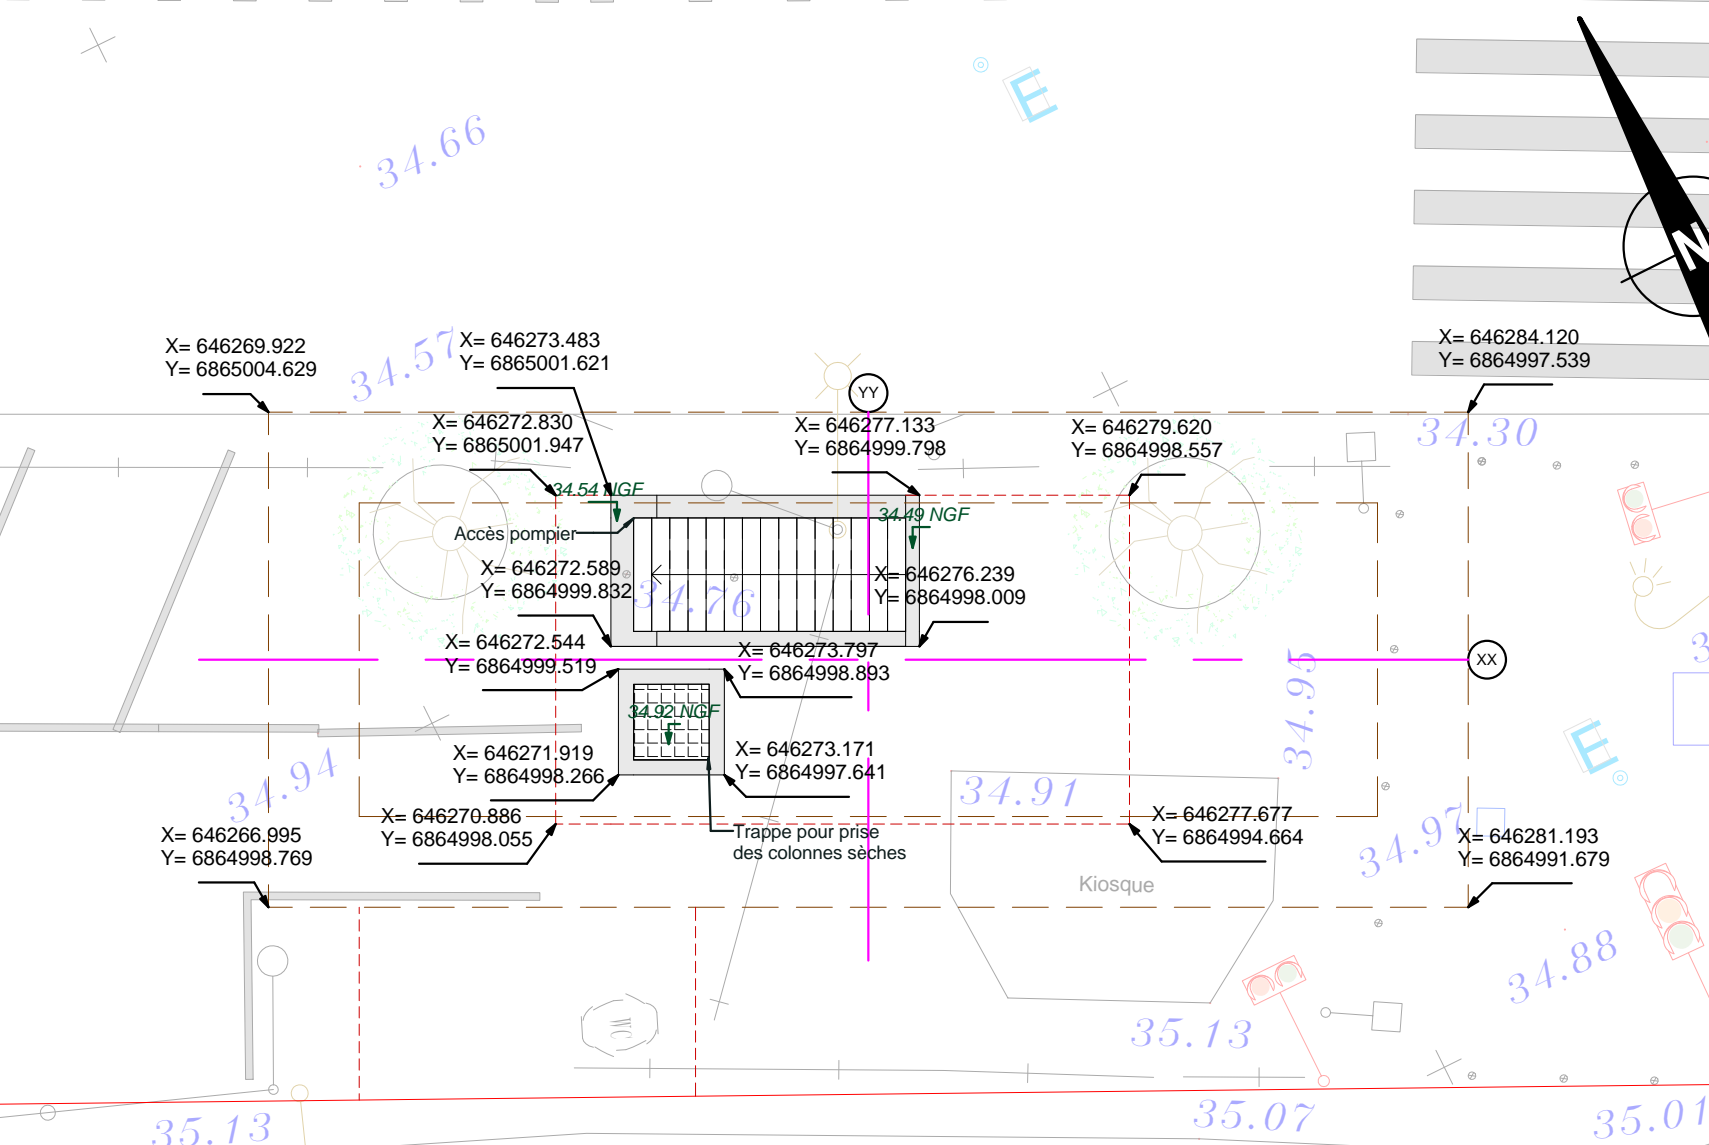 E
34.66
N
X= 646269.922
Y= 6865004.629
34.57
X= 646273.483
Y= 6865001.621
X= 646284.120
Y= 6864997.539
YY
X= 646272.830
Y= 6865001.947
X= 646277.133
Y= 6864999.798
X= 646279.620
Y= 6864998.557
34.30
34.54 NGF
34.49 NGF
Accès pompier
X= 646272.589
Y= 6864999.832
34.76
X= 646276.239
Y= 6864998.009
X= 646272.544
Y= 6864999.519
X= 646273.797
Y= 6864998.893
XX
34.95
34.92 NGF
E
34.94
X= 646271.919
Y= 6864998.266
X= 646273.171
Y= 6864997.641
34.91
X= 646270.886
Y= 6864998.055
Trappe pour prise
des colonnes sèches
X= 646277.677
Y= 6864994.664
34.97
X= 646266.995
Y= 6864998.769
X= 646281.193
Y= 6864991.679
Kiosque
34.88
WC
35.13
35.13
35.07
35.01